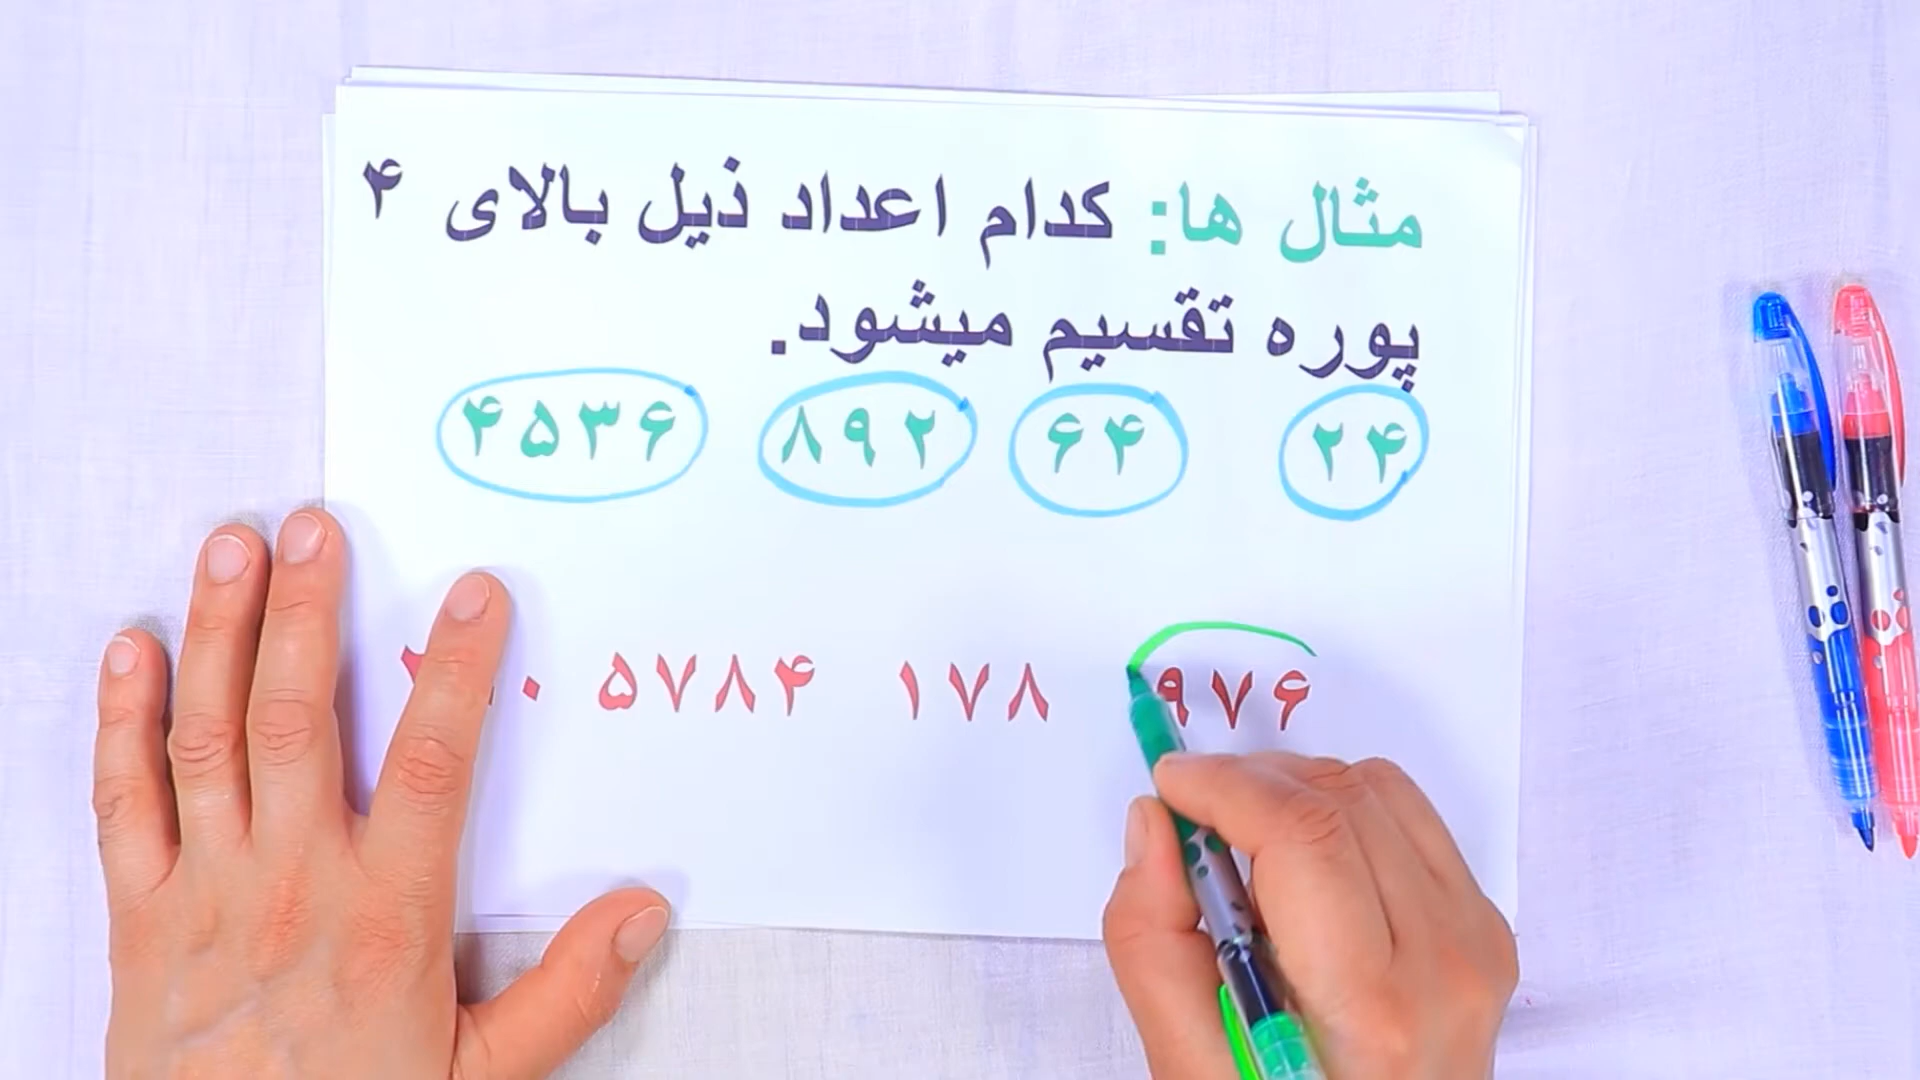 مثال ها: کدام اعداد ذیل بالای ۴
پوره تقسیم میشود.
۲۴ ۶۴ ۸۹۲ ۴۵۳۶
۹۷۶ ۱۷۸ ۵۷۸۴